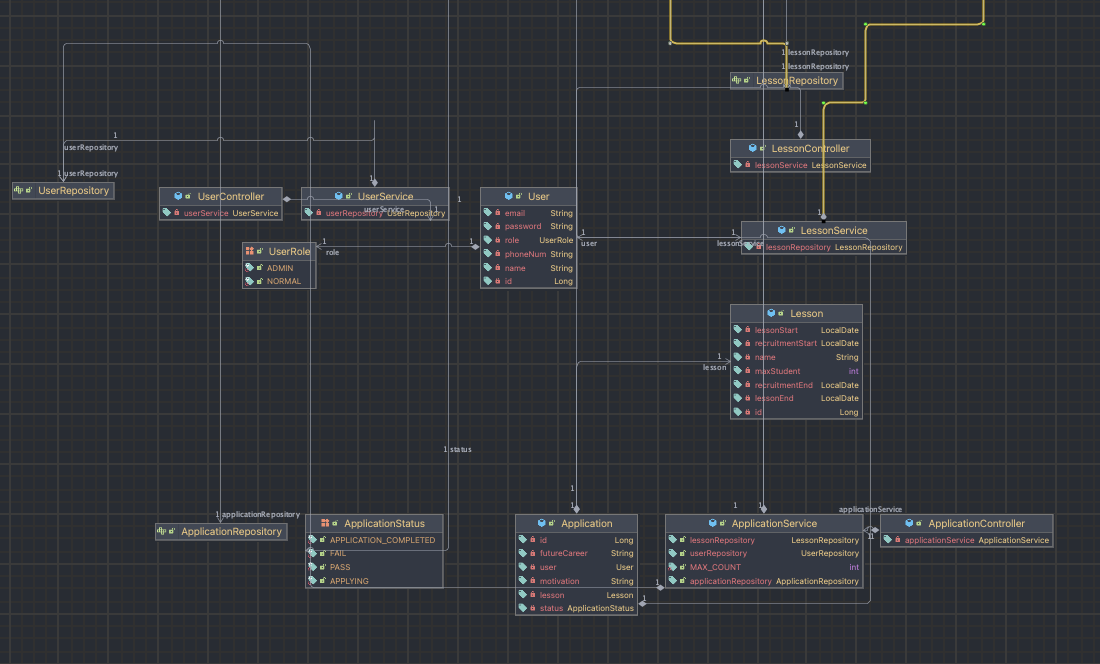 1 lessonRepository
1 lessonRepository
LessonRepository
1
1
userRepository
LessonController
lessonService LessonService
1 userRepository
1
UserRepository
UserController
userService UserService
UserService
userRepository UserRepository
userService
1
1
User
email String
password String
role UserRole
phoneNum String
name String
id Long
1
LessonService
lessonRepository LessonRepository
1
user
1
lessonService
UserRole
ADMIN
NORMAL
1
role
1
Lesson
lessonStart LocalDate
recruitmentStart LocalDate
name String
maxStudent int
recruitmentEnd LocalDate
lessonEnd LocalDate
id Long
1
lesson
1 status
1
1
1
applicationService
1 applicationRepository
ApplicationRepository
ApplicationStatus
APPLICATION_COMPLETED
FAIL
PASS
APPLYING
Application
id Long
futureCareer String
user User
motivation String
lesson Lesson
status ApplicationStatus
ApplicationService
lessonRepository LessonRepository
userRepository UserRepository
MAX_COUNT int
applicationRepository ApplicationRepository
1
1
1
1
ApplicationController
applicationService ApplicationService